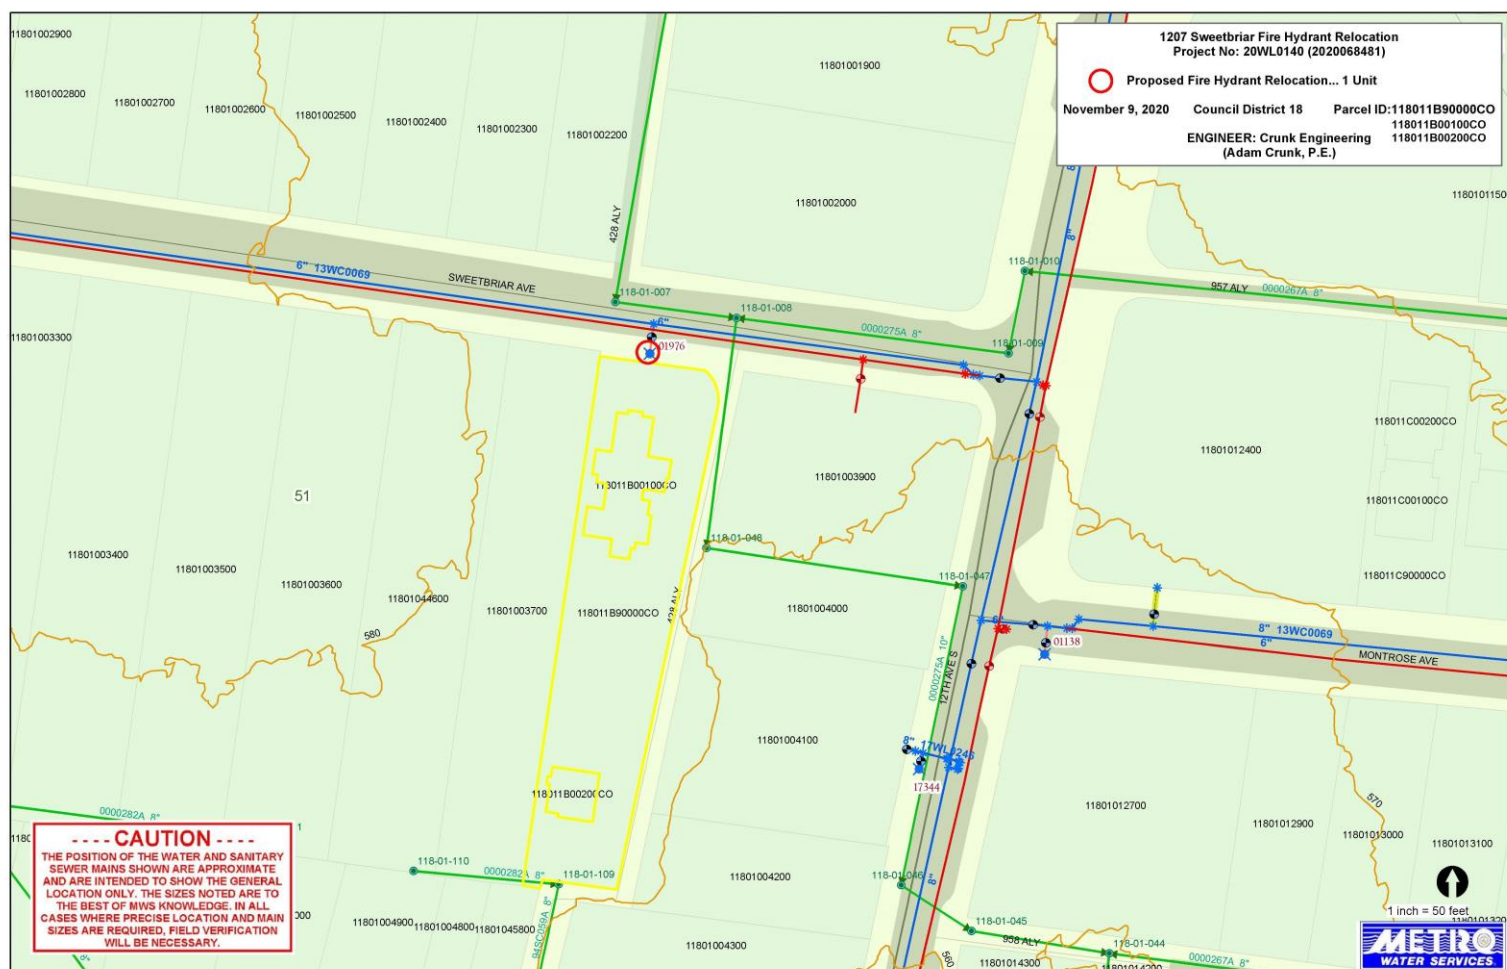 1207 Sweetbriar Fire Hydrant Relocation
Project No: 20WL0140 (2020068481)
Proposed Fire Hydrant Relocation... 1 Unit
November 9, 2020 Council District 18 Parcel ID:118011B90000CO
118011B00100CO
ENGINEER: Crunk Engineering 118011B00200CO
(Adam Crunk, P.E.)
11801002900
11801002800
11801002700
11801002600
11801002500
11801002400
11801002300
11801002200
11801001900
11801002000
428 ALY
8"
8"
6" 13WC0069
SWEETBRIAR AVE
118-01-007
118-01-008
6"
01976
0000275A 8"
118-01-009
118-01-010
957 ALY
0000267A 8"
11801003300
11801003400
51
11801003500
11801003600
11801044600
11801003700
580
118011B00100CO
118011B90000CO
118011B00200CO
428 ALY
118-01-048
11801003900
11801004000
118-01-047
0000275A 10"
12TH AVE S
6"
01138
8" 13WC0069
6"
MONTROSE AVE
11801012400
118011C00200CO
118011C00100CO
118011C90000CO
11801004100
8" 17WL0246
17344
11801012700
11801012900
11801013000
11801013100
570
0000282A 8"
118-01-110
0000282A 8"
118-01-109
94SC059A 8"
11801004900
11801004800
11801045800
11801004200
11801004300
118-01-046
8"
118-01-045
958 ALY
118-01-044
0000267A 8"
560
11801014300
11801014200
---- CAUTION ----
THE POSITION OF THE WATER AND SANITARY
SEWER MAINS SHOWN ARE APPROXIMATE
AND ARE INTENDED TO SHOW THE GENERAL
LOCATION ONLY. THE SIZES NOTED ARE TO
THE BEST OF MWS KNOWLEDGE. IN ALL
CASES WHERE PRECISE LOCATION AND MAIN
SIZES ARE REQUIRED, FIELD VERIFICATION
WILL BE NECESSARY.
1 inch = 50 feet
METRO
WATER SERVICES